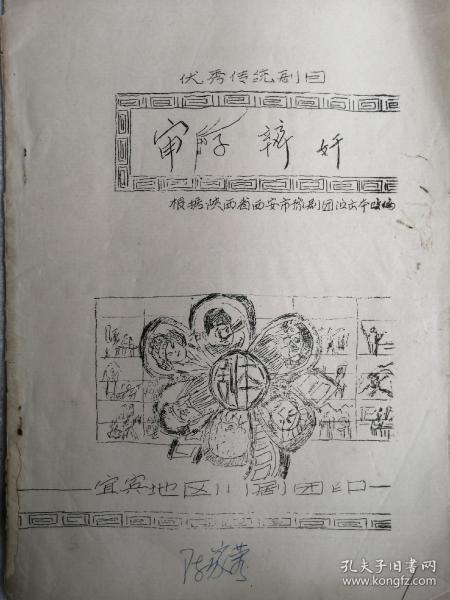 优秀传统剧目
审子辨奸
根据陕西省西安市豫剧团演出本改编
宜宾地区川剧团印
孔夫子旧书网
www.kongfz.com